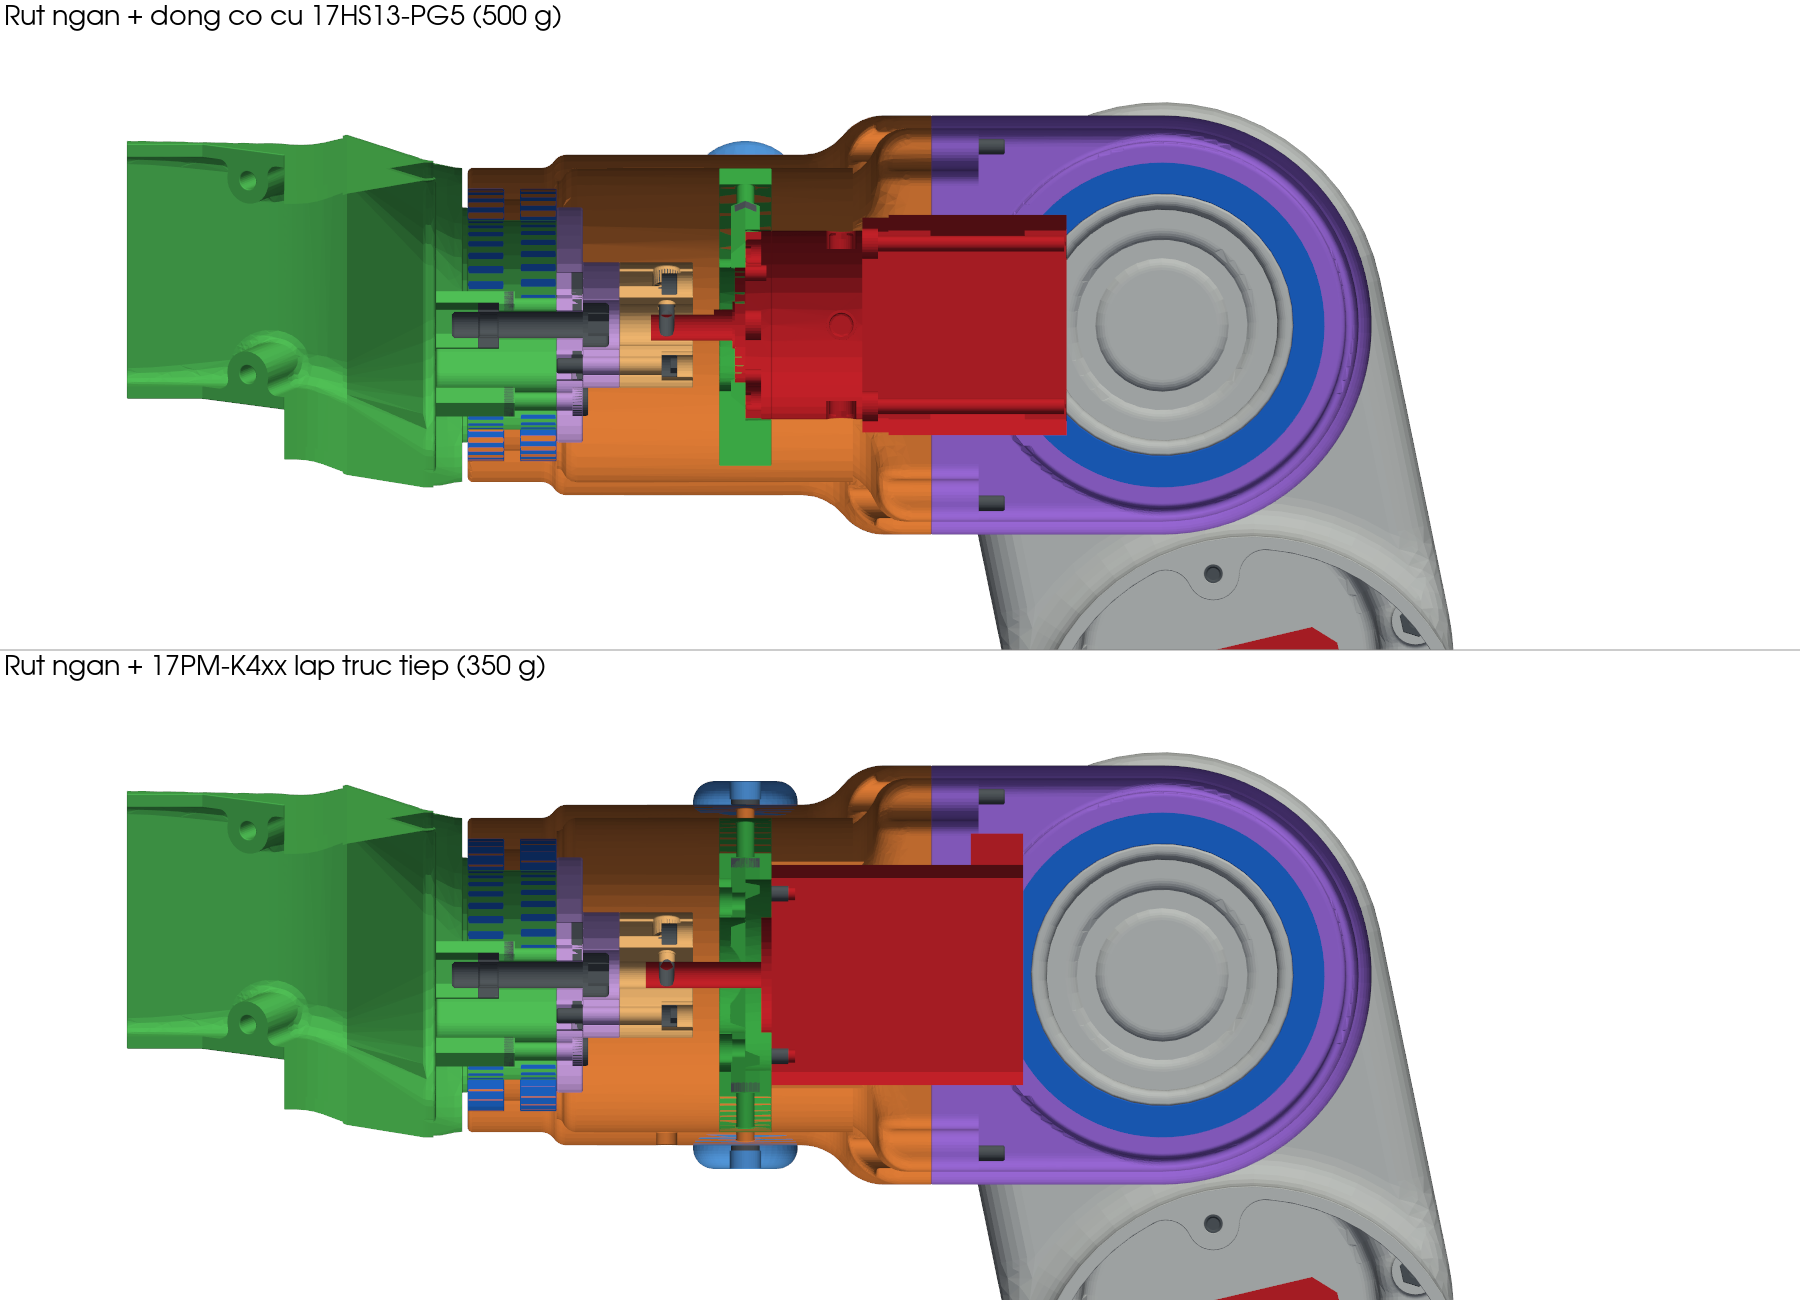 Rut ngan + dong co cu 17HS13-PG5 (500 g)
Rut ngan + 17PM-K4xx lap truc tiep (350 g)